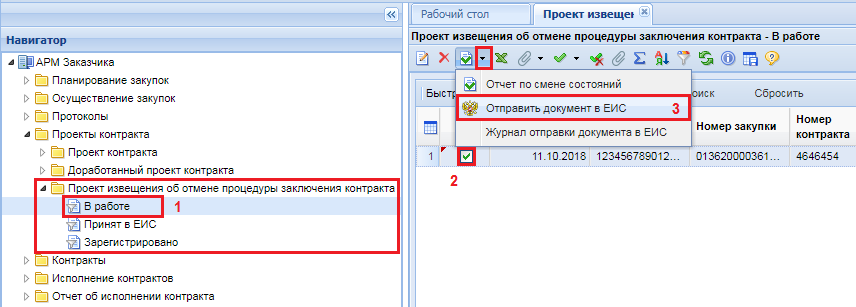 Навигатор
АРМ Заказчика
Планирование закупок
Осуществление закупок
Протоколы
Проекты контракта
Проект контракта
Доработанный проект контракта
Проект извещения об отмене процедуры заключения контракта
В работе 1
Принят в ЕИС
Зарегистрировано
Контракты
Исполнение контрактов
Отчет об исполнении контракта
Рабочий стол
Проект извещен
Проект извещения об отмене процедуры заключения контракта - В работе
1
Отчет по смене состояний
Отправить документ в ЕИС 3
Журнал отправки документа в ЕИС
Быстр
оиск Сбросить
Номер закупки Номер контракта
1 11.10.2018 123456789012... 013620000361... 4646454
2